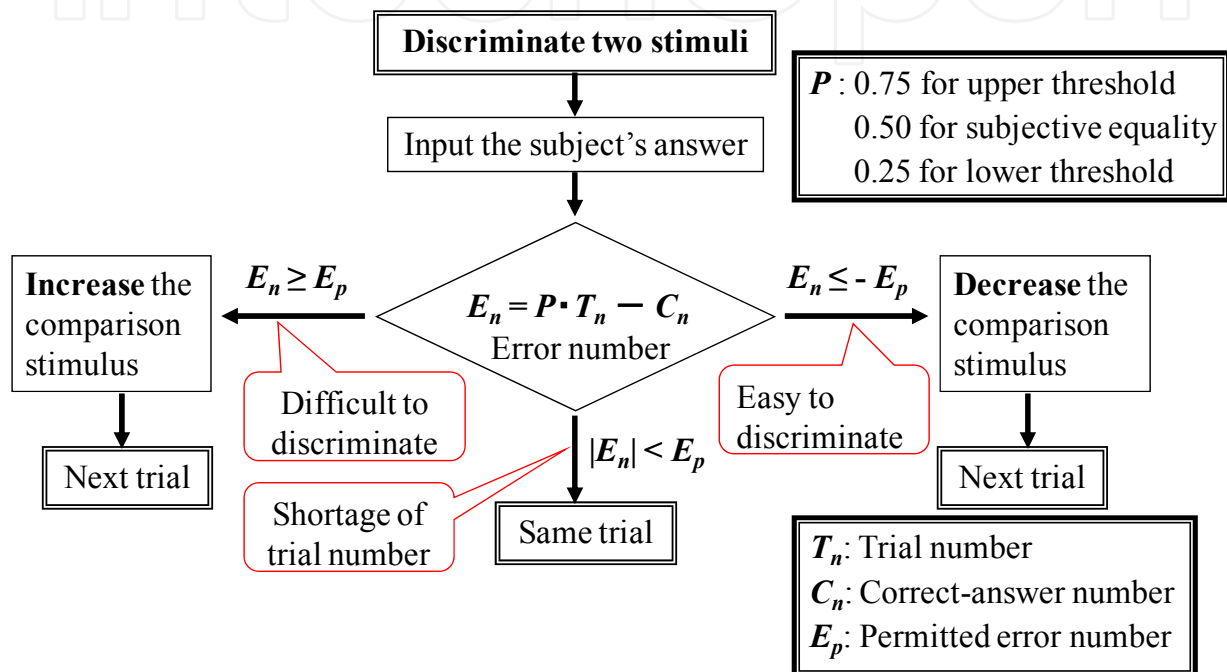 Discriminate two stimuli
P : 0.75 for upper threshold
0.50 for subjective equality
0.25 for lower threshold
Input the subject’s answer
Increase the
comparison
stimulus
Eₙ ≥ Eₚ
Eₙ = P · Tₙ − Cₙ
Error number
Eₙ ≤ - Eₚ
Decrease the
comparison
stimulus
Difficult to
discriminate
Easy to
discriminate
|Eₙ| < Eₚ
Next trial
Shortage of
trial number
Same trial
Next trial
Tₙ: Trial number
Cₙ: Correct-answer number
Eₚ: Permitted error number